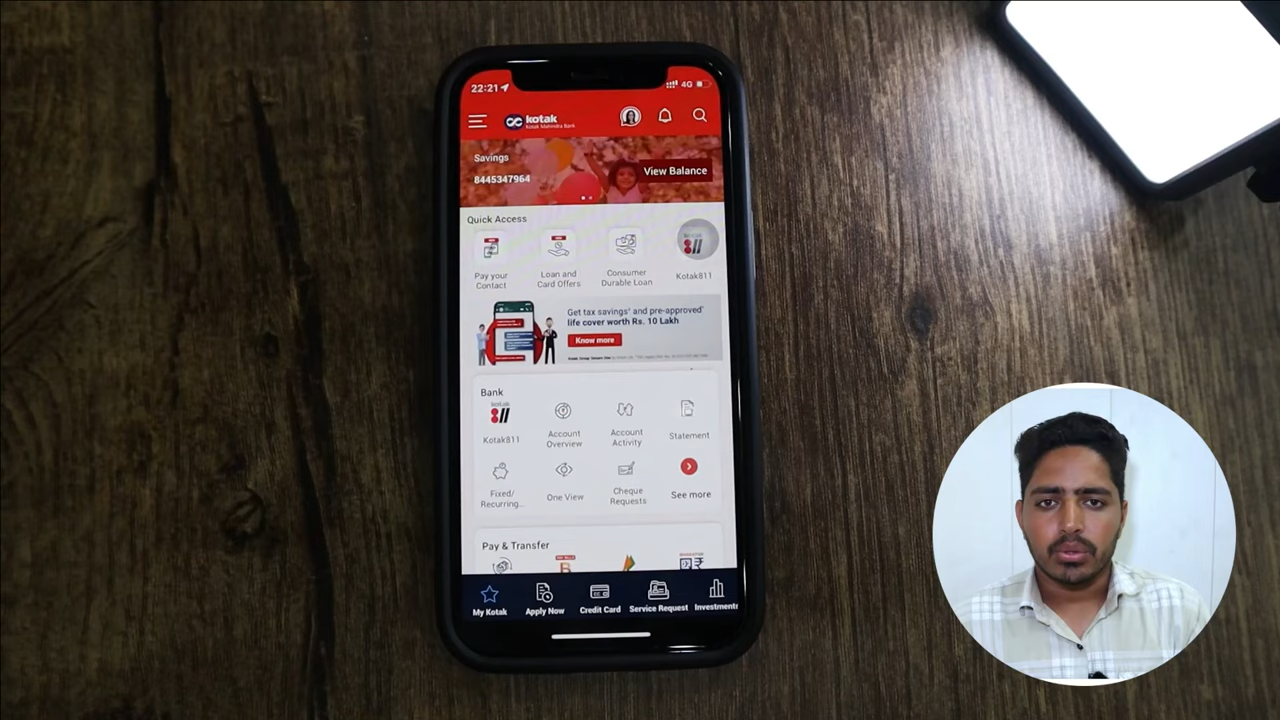 22:21
4G
kotak
Kotak Mahindra Bank
Savings
8445347964
View Balance
Quick Access
Pay your Contact
Loan and Card Offers
Consumer Durable Loan
Kotak811
Get tax savings* and pre-approved*
life cover worth Rs. 10 Lakh
Know more
Bank
kotak
811
Kotak811
Account Overview
Account Activity
Statement
Fixed/ Recurring...
One View
Cheque Requests
See more
Pay & Transfer
My Kotak
Apply Now
Credit Card
Service Request
Investments